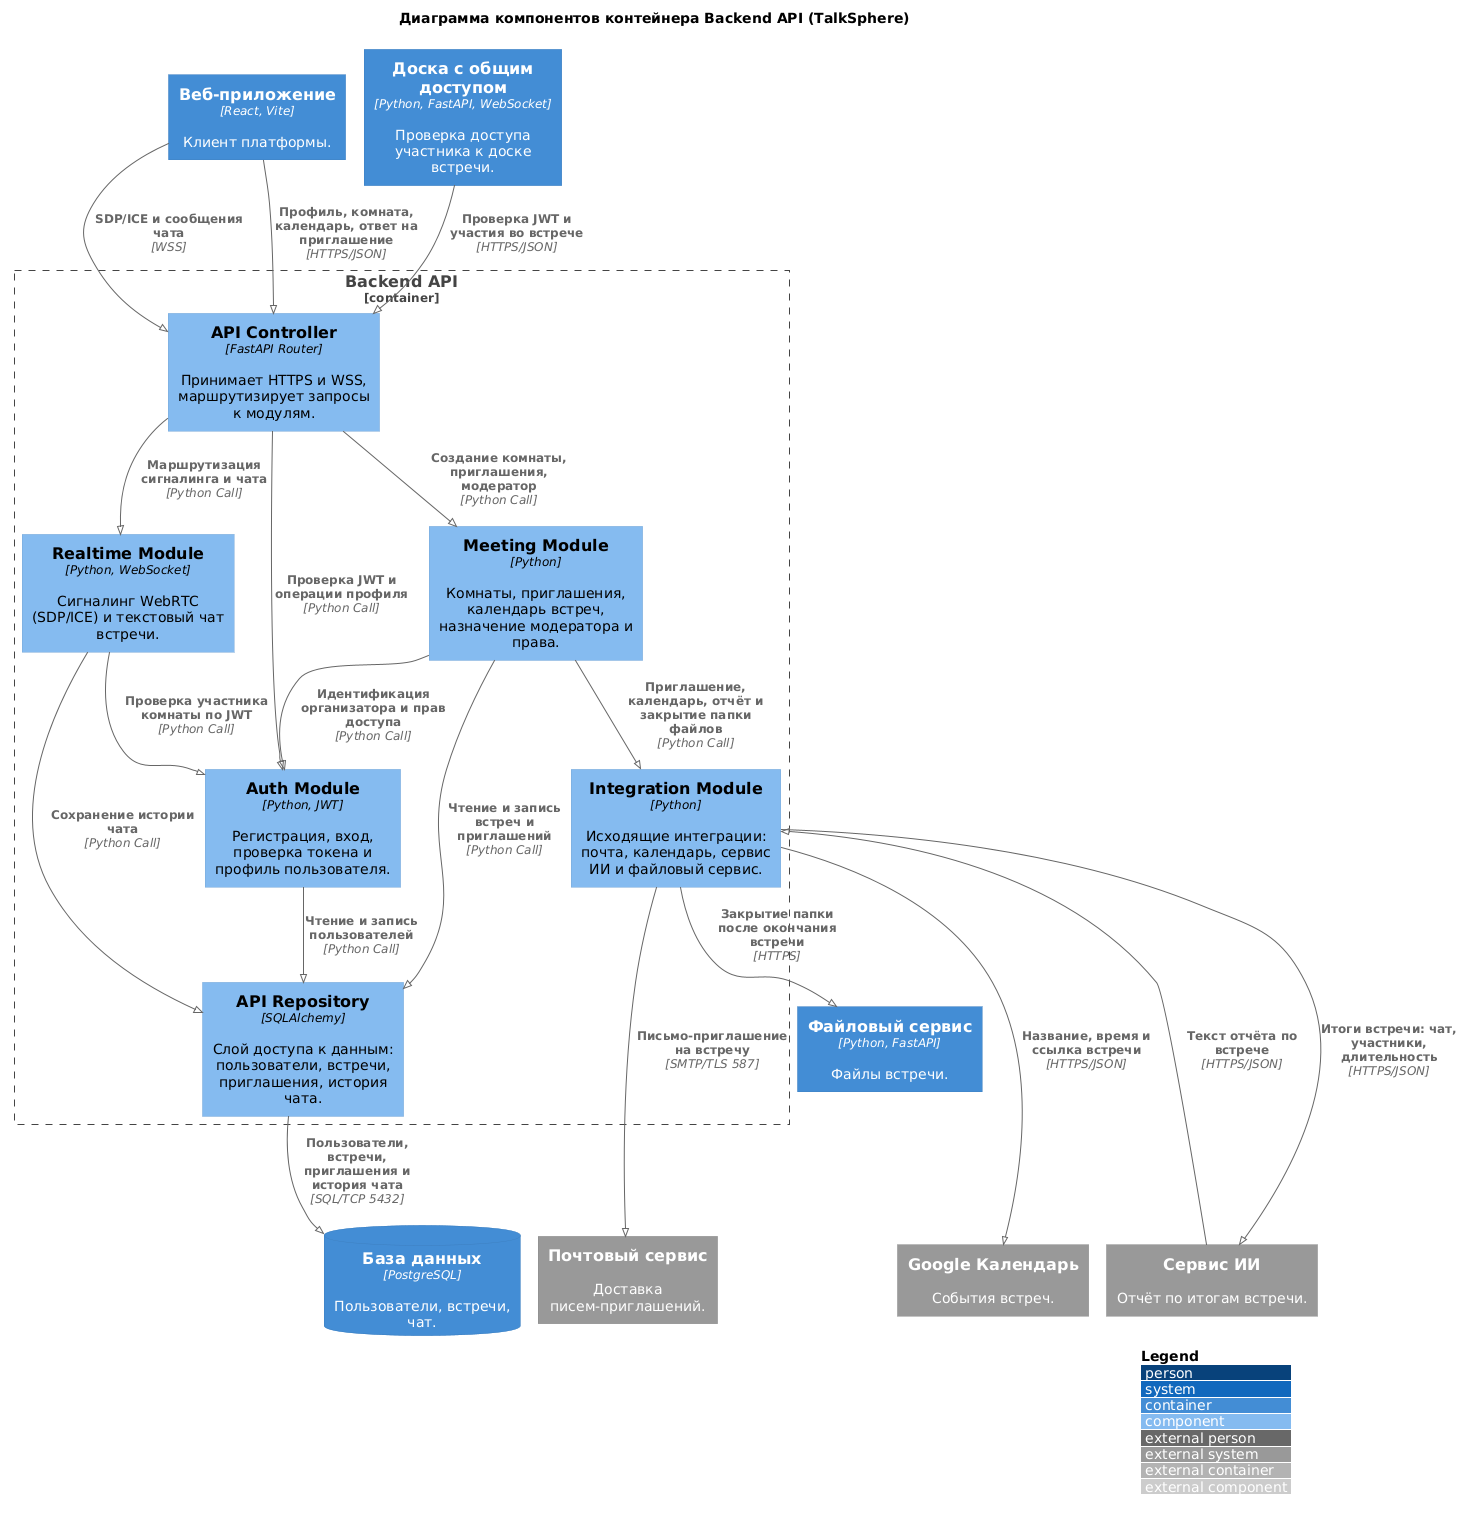 Диаграмма компонентов контейнера Backend API (TalkSphere)
Веб-приложение
[React, Vite]
Клиент платформы.
Доска с общим
доступом
[Python, FastAPI, WebSocket]
Проверка доступа
участника к доске
встречи.
SDP/ICE и сообщения
чата
[WSS]
Профиль, комната,
календарь, ответ на
приглашение
[HTTPS/JSON]
Проверка JWT и
участия во встрече
[HTTPS/JSON]
Backend API
[container]
API Controller
[FastAPI Router]
Принимает HTTPS и WSS,
маршрутизирует запросы
к модулям.
Маршрутизация
сигналинга и чата
[Python Call]
Создание комнаты,
приглашения,
модератор
[Python Call]
Realtime Module
[Python, WebSocket]
Сигналинг WebRTC
(SDP/ICE) и текстовый чат
встречи.
Проверка JWT и
операции профиля
[Python Call]
Meeting Module
[Python]
Комнаты, приглашения,
календарь встреч,
назначение модератора и
права.
Проверка участника
комнаты по JWT
[Python Call]
Идентификация
организатора и прав
доступа
[Python Call]
Приглашение,
календарь, отчёт и
закрытие папки
файлов
[Python Call]
Сохранение истории
чата
[Python Call]
Auth Module
[Python, JWT]
Регистрация, вход,
проверка токена и
профиль пользователя.
Чтение и запись
встреч и
приглашений
[Python Call]
Integration Module
[Python]
Исходящие интеграции:
почта, календарь, сервис
ИИ и файловый сервис.
Чтение и запись
пользователей
[Python Call]
Закрытие папки
после окончания
встречи
[HTTPS]
API Repository
[SQLAlchemy]
Слой доступа к данным:
пользователи, встречи,
приглашения, история
чата.
Письмо-приглашение
на встречу
[SMTP/TLS 587]
Файловый сервис
[Python, FastAPI]
Файлы встречи.
Название, время и
ссылка встречи
[HTTPS/JSON]
Текст отчёта по
встрече
[HTTPS/JSON]
Итоги встречи: чат,
участники,
длительность
[HTTPS/JSON]
Пользователи,
встречи,
приглашения и
история чата
[SQL/TCP 5432]
База данных
[PostgreSQL]
Пользователи, встречи,
чат.
Почтовый сервис
Доставка
писем-приглашений.
Google Календарь
События встреч.
Сервис ИИ
Отчёт по итогам встречи.
Legend
person
system
container
component
external person
external system
external container
external component